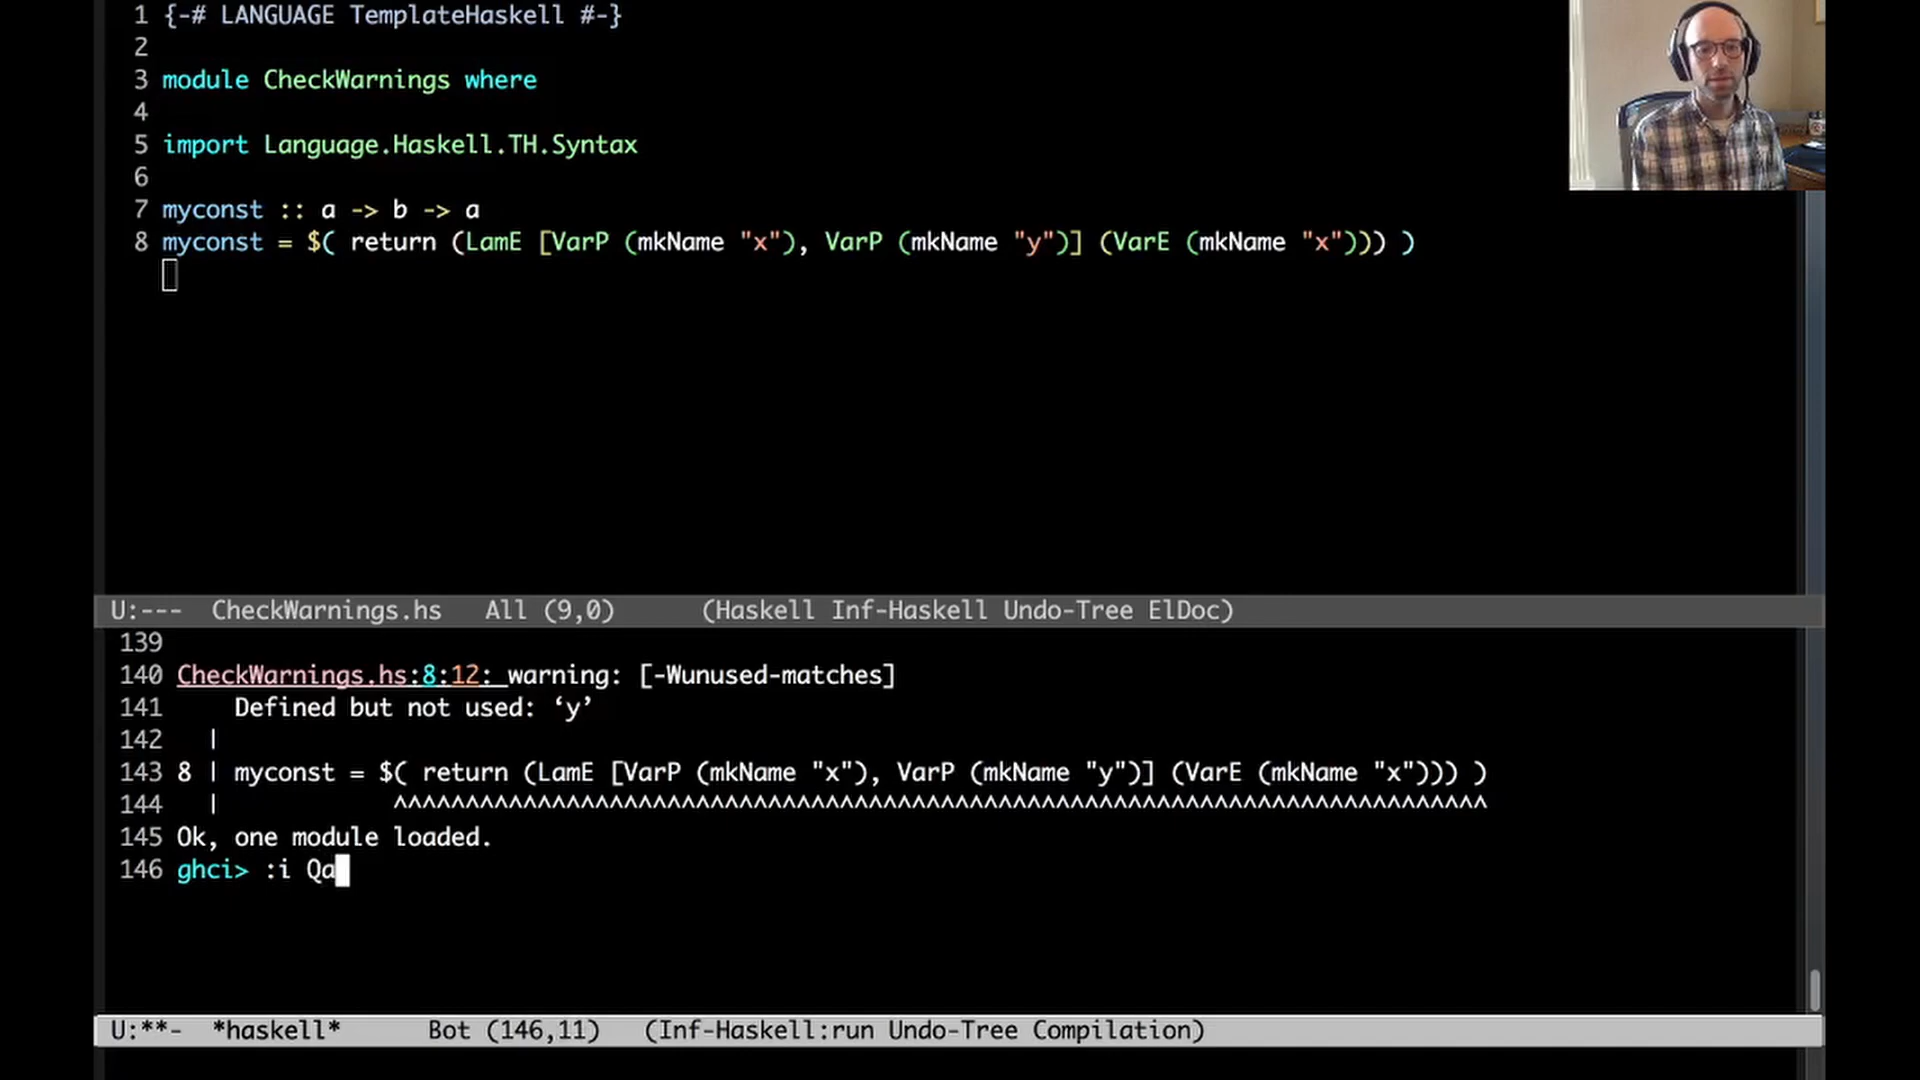 1 {-# LANGUAGE TemplateHaskell #-}
2
3 module CheckWarnings where
4
5 import Language.Haskell.TH.Syntax
6
7 myconst :: a -> b -> a
8 myconst = $( return (LamE [VarP (mkName "x"), VarP (mkName "y")] (VarE (mkName "x"))) )
U:--- CheckWarnings.hs All (9,0) (Haskell Inf-Haskell Undo-Tree ElDoc)
139
140 CheckWarnings.hs:8:12: warning: [-Wunused-matches]
141 Defined but not used: ‘y’
142 |
143 8 | myconst = $( return (LamE [VarP (mkName "x"), VarP (mkName "y")] (VarE (mkName "x"))) )
144 | ^^^^^^^^^^^^^^^^^^^^^^^^^^^^^^^^^^^^^^^^^^^^^^^^^^^^^^^^^^^^^^^^^^^^^^^^^^^^
145 Ok, one module loaded.
146 ghci> :i Qa
U:**- *haskell* Bot (146,11) (Inf-Haskell:run Undo-Tree Compilation)